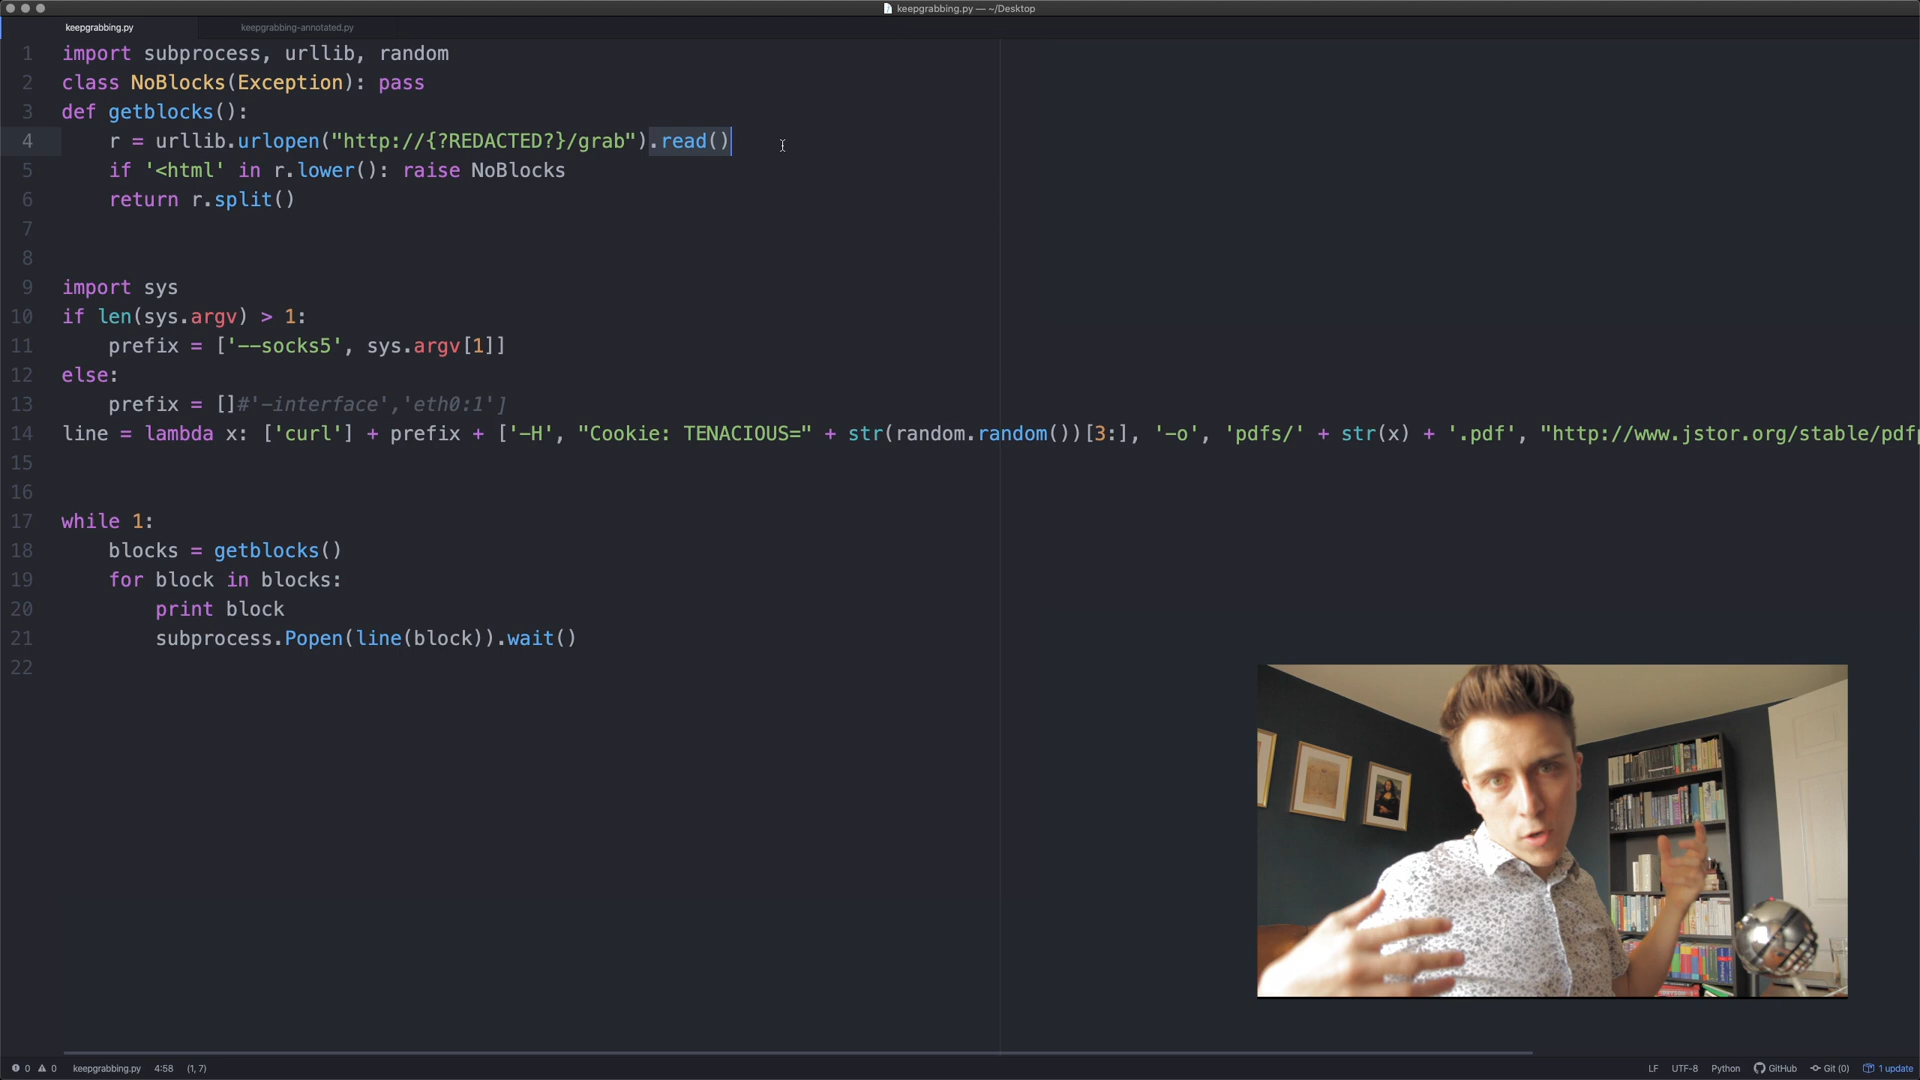 keepgrabbing.py — ~/Desktop
keepgrabbing.py
keepgrabbing-annotated.py
1 import subprocess, urllib, random
2 class NoBlocks(Exception): pass
3 def getblocks():
4 r = urllib.urlopen("http://{?REDACTED?}/grab").read()
5 if '<html' in r.lower(): raise NoBlocks
6 return r.split()
7
8
9 import sys
10 if len(sys.argv) > 1:
11 prefix = ['--socks5', sys.argv[1]]
12 else:
13 prefix = []#'-interface','eth0:1']
14 line = lambda x: ['curl'] + prefix + ['-H', "Cookie: TENACIOUS=" + str(random.random())[3:], '-o', 'pdfs/' + str(x) + '.pdf', "http://www.jstor.org/stable/pdfp
15
16
17 while 1:
18 blocks = getblocks()
19 for block in blocks:
20 print block
21 subprocess.Popen(line(block)).wait()
22
0 0 keepgrabbing.py 4:58 (1, 7)
LF UTF-8 Python GitHub Git (0) 1 update